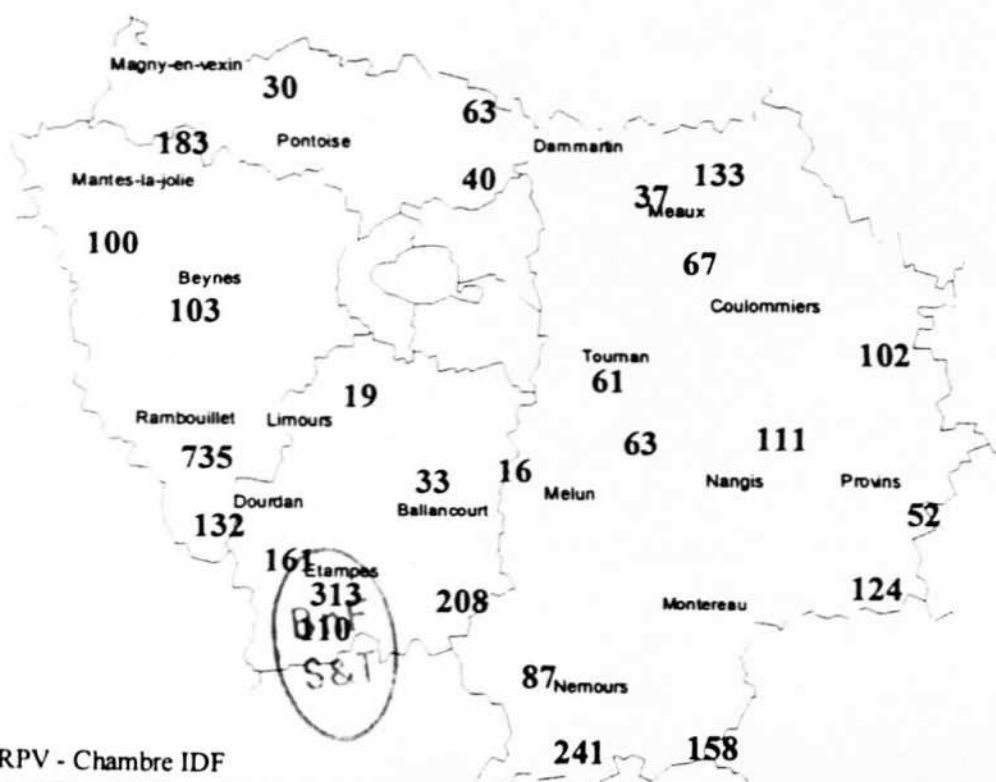 Magny-en-vexin
30
63
183
Pontoise
Dammartin
Mantes-la-jolie
40
133
37
Meaux
100
67
Beynes
103
Coulommiers
Tournan
102
61
19
Rambouillet
Limours
63
111
735
33
16
Melun
Nangis
Provins
Dourdan
Ballancourt
132
52
161
Etampes
313
208
124
BnF
110
Montereau
S&T
87
Nemours
241
158
RPV - Chambre IDF